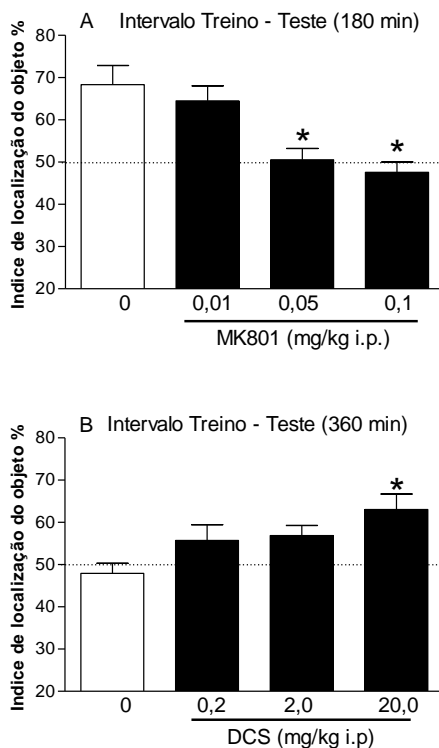 A Intervalo Treino - Teste (180 min)
Indice de localização do objeto %
80
70
60
50
40
30
20
* *
0 0,01 0,05 0,1
MK801 (mg/kg i.p.)
B Intervalo Treino - Teste (360 min)
Indice de localização do objeto %
80
70
60
50
40
30
20
*
0 0,2 2,0 20,0
DCS (mg/kg i.p)